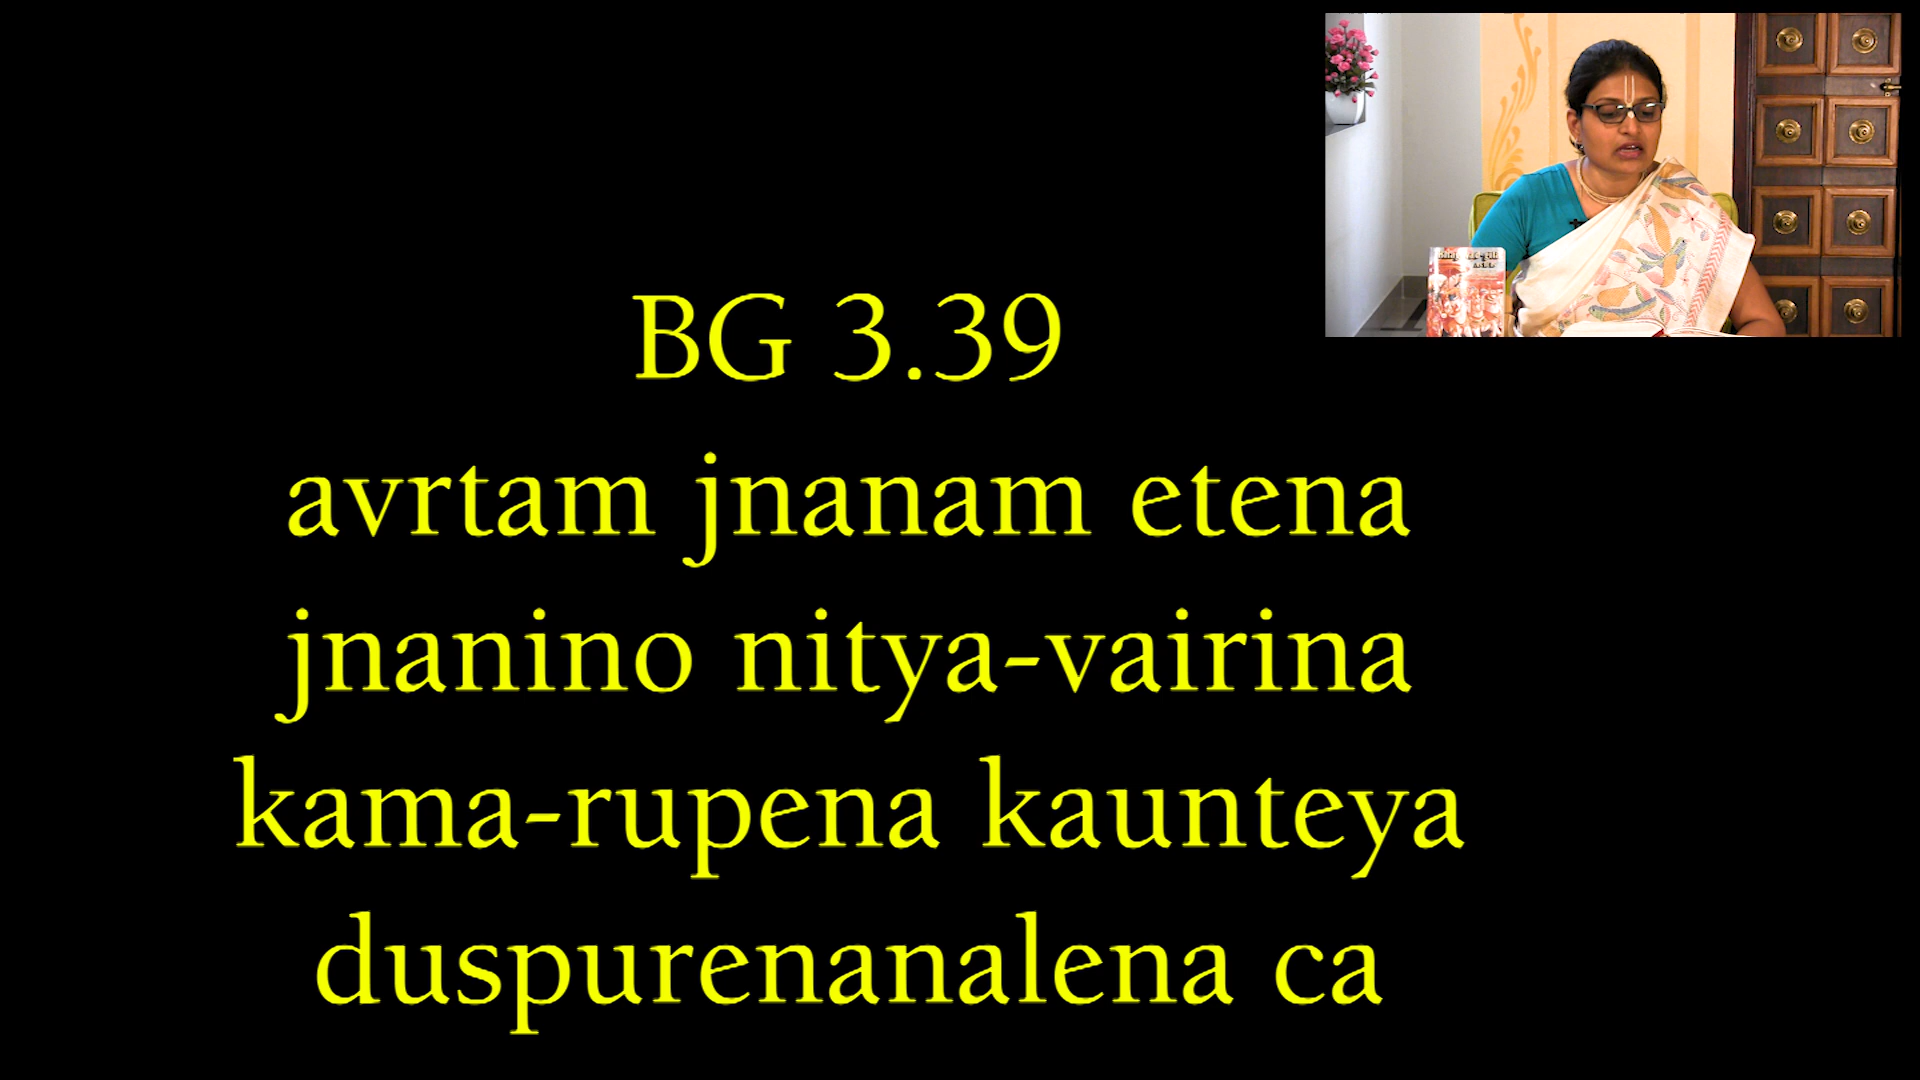 BG 3.39
avrtam jnanam etena
jnanino nitya-vairina
kama-rupena kaunteya
duspurenanalena ca